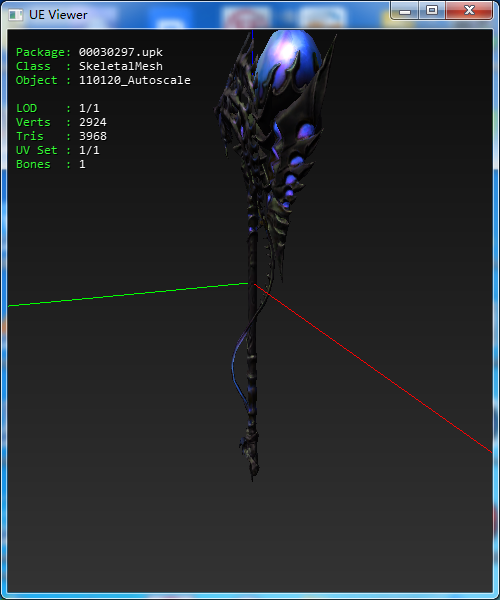 UE Viewer
Package: 00030297.upk
Class : SkeletalMesh
Object : 110120_Autoscale
LOD : 1/1
Verts : 2924
Tris : 3968
UV Set : 1/1
Bones : 1